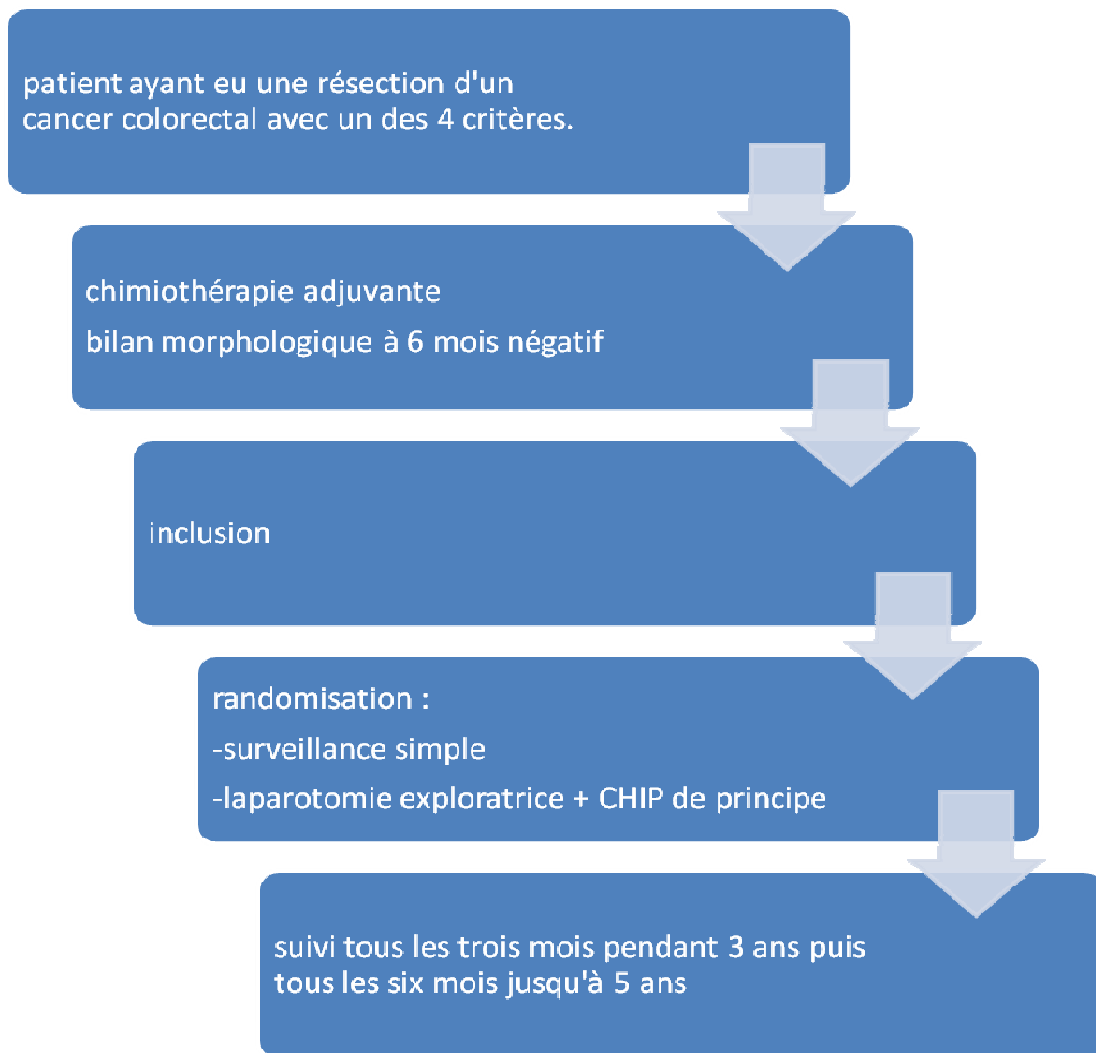 patient ayant eu une résection d'un
cancer colorectal avec un des 4 critères.
chimiothérapie adjuvante
bilan morphologique à 6 mois négatif
inclusion
randomisation :
-surveillance simple
-laparotomie exploratrice + CHIP de principe
suivi tous les trois mois pendant 3 ans puis
tous les six mois jusqu'à 5 ans